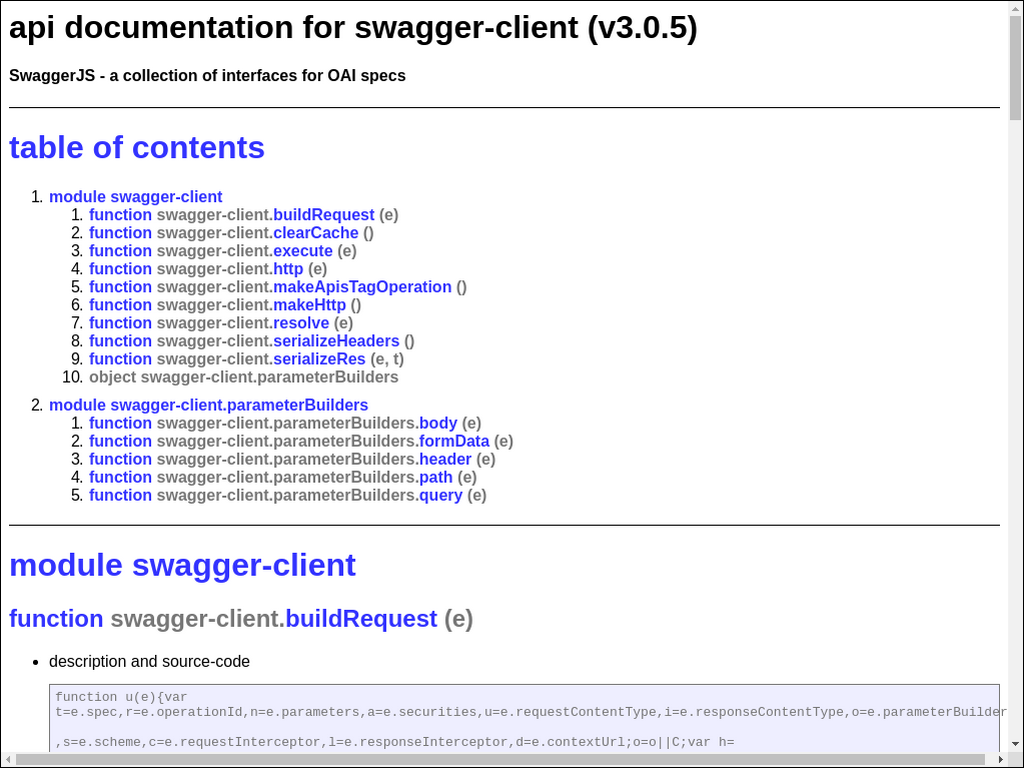 api documentation for swagger-client (v3.0.5)
SwaggerJS - a collection of interfaces for OAI specs
table of contents
1. module swagger-client
1. function swagger-client.buildRequest (e)
2. function swagger-client.clearCache ()
3. function swagger-client.execute (e)
4. function swagger-client.http (e)
5. function swagger-client.makeApisTagOperation ()
6. function swagger-client.makeHttp ()
7. function swagger-client.resolve (e)
8. function swagger-client.serializeHeaders ()
9. function swagger-client.serializeRes (e, t)
10. object swagger-client.parameterBuilders
2. module swagger-client.parameterBuilders
1. function swagger-client.parameterBuilders.body (e)
2. function swagger-client.parameterBuilders.formData (e)
3. function swagger-client.parameterBuilders.header (e)
4. function swagger-client.parameterBuilders.path (e)
5. function swagger-client.parameterBuilders.query (e)
module swagger-client
function swagger-client.buildRequest (e)
• description and source-code
function u(e){var
t=e.spec,r=e.operationId,n=e.parameters,a=e.securities,u=e.requestContentType,i=e.responseContentType,o=e.parameterBuilder
,s=e.scheme,c=e.requestInterceptor,l=e.responseInterceptor,d=e.contextUrl;o=o||C;var h=